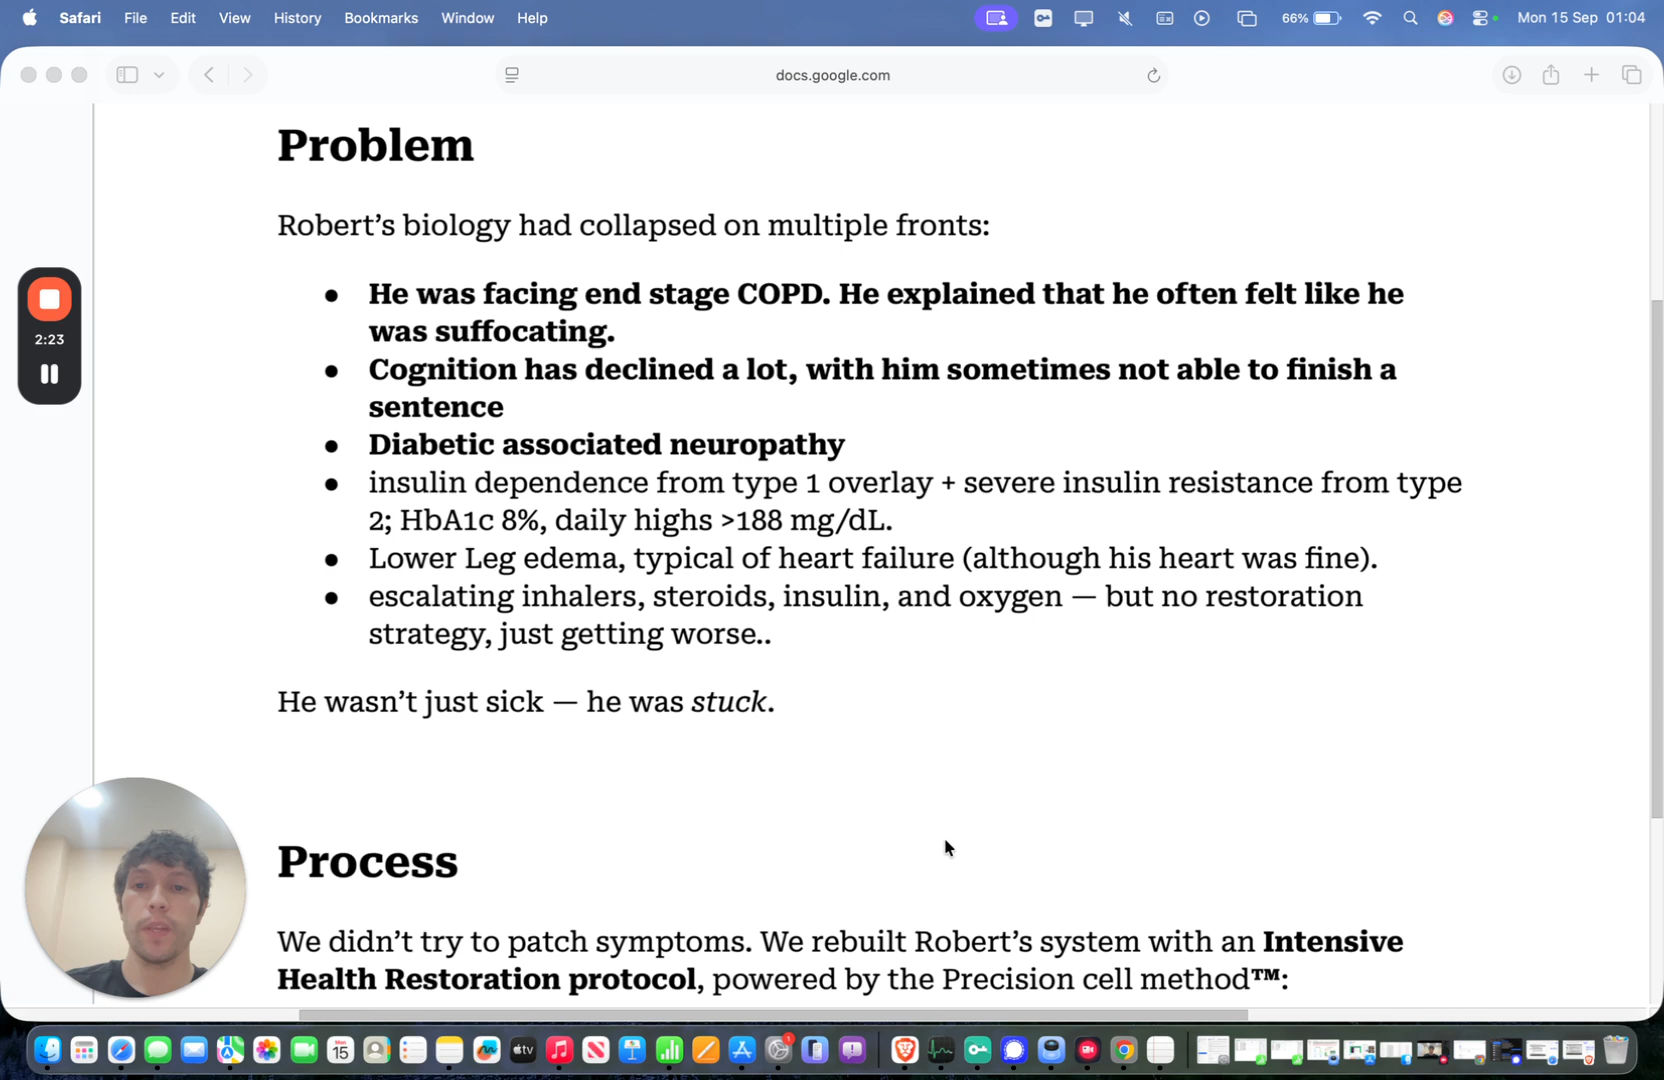 Safari File Edit View History Bookmarks Window Help 66% Mon 15 Sep 01:04
docs.google.com
Problem
Robert’s biology had collapsed on multiple fronts:
● He was facing end stage COPD. He explained that he often felt like he
was suffocating.
● Cognition has declined a lot, with him sometimes not able to finish a
sentence
● Diabetic associated neuropathy
● insulin dependence from type 1 overlay + severe insulin resistance from type
2; HbA1c 8%, daily highs >188 mg/dL.
● Lower Leg edema, typical of heart failure (although his heart was fine).
● escalating inhalers, steroids, insulin, and oxygen — but no restoration
strategy, just getting worse..
He wasn’t just sick — he was stuck.
2:23
Process
We didn’t try to patch symptoms. We rebuilt Robert’s system with an Intensive
Health Restoration protocol, powered by the Precision cell method™:
Mon
15
tv
1